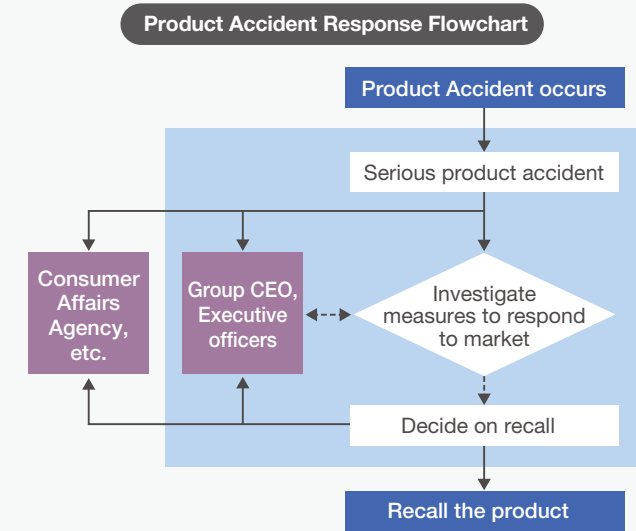 Product Accident Response Flowchart
Product Accident occurs
Serious product accident
Consumer
Affairs
Agency,
etc.
Group CEO,
Executive
officers
Investigate
measures to respond
to market
Decide on recall
Recall the product